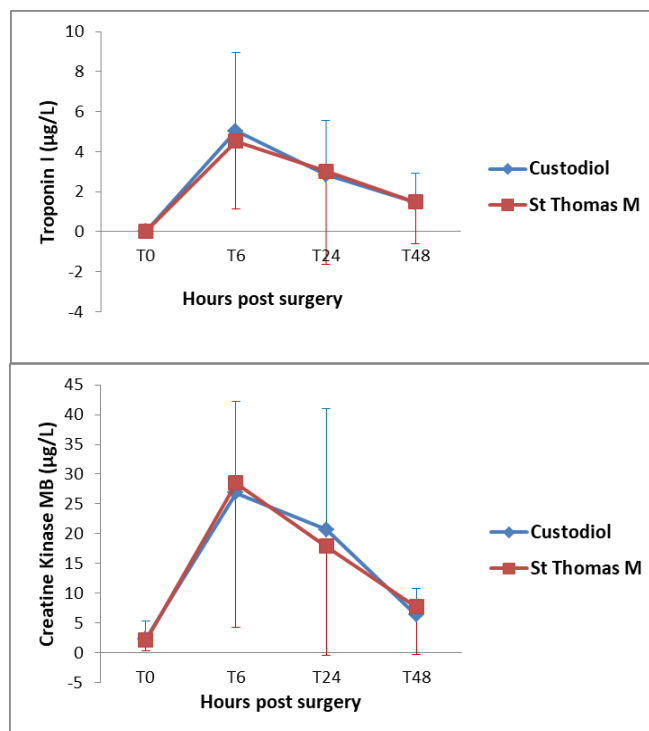 10
8
6
4
2
0
-2
-4
Troponin I (µg/L)
T0 T6 T24 T48
Hours post surgery
Custodiol
St Thomas M
45
40
35
30
25
20
15
10
5
0
-5
Creatine Kinase MB (µg/L)
T0 T6 T24 T48
Hours post surgery
Custodiol
St Thomas M